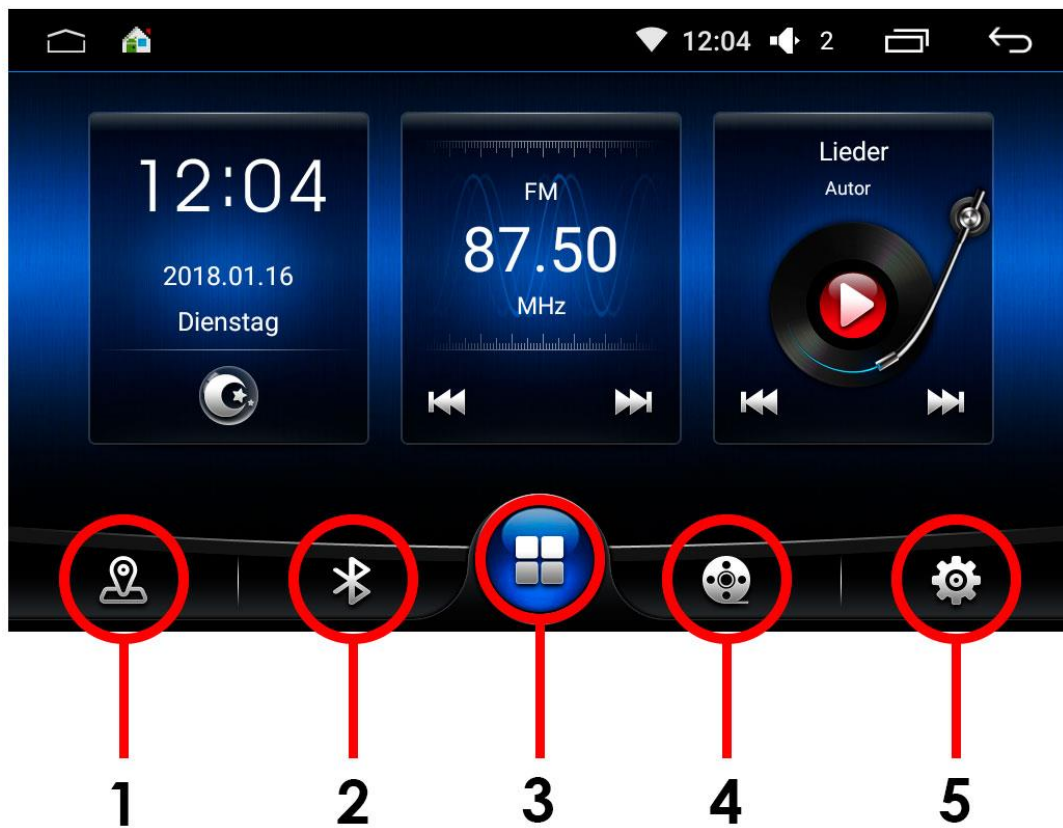 12:04 2
12:04
2018.01.16
Dienstag
FM
87.50
MHz
Lieder
Autor
1 2 3 4 5